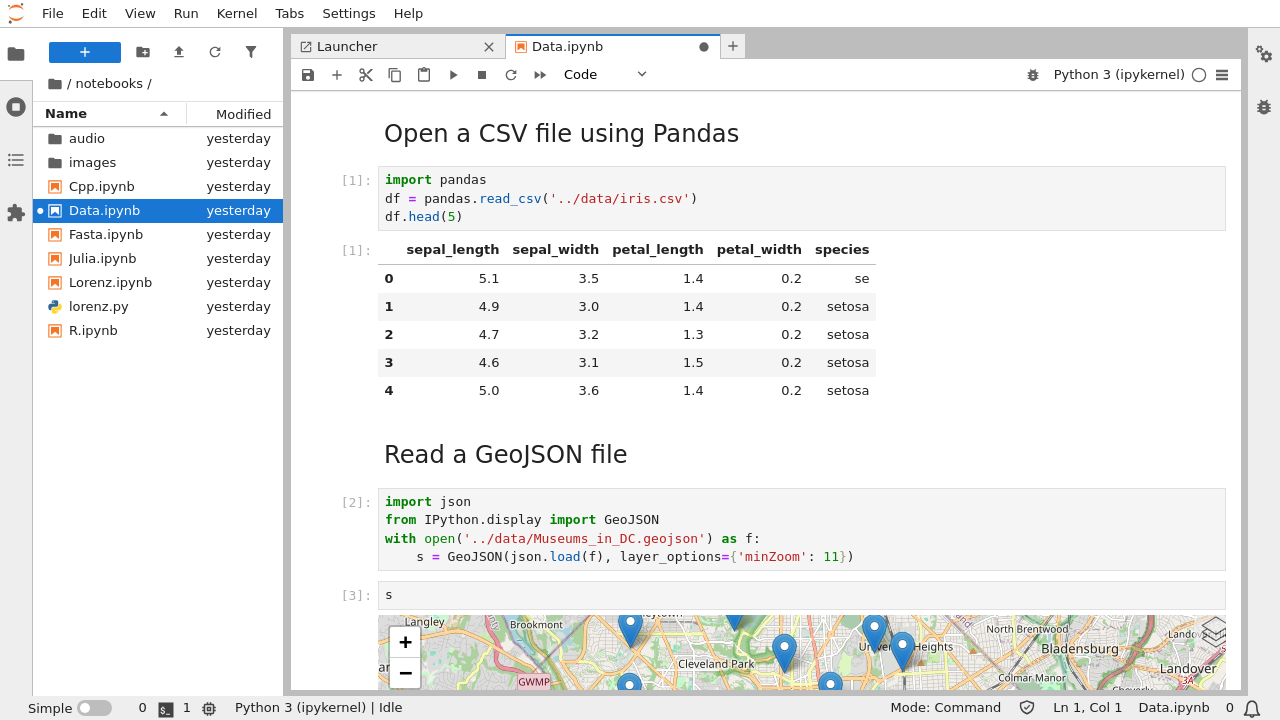 File Edit View Run Kernel Tabs Settings Help
Launcher
Data.ipynb
/ notebooks /
Code
Python 3 (ipykernel)
Name Modified
audio yesterday
images yesterday
Cpp.ipynb yesterday
Data.ipynb yesterday
Fasta.ipynb yesterday
Julia.ipynb yesterday
Lorenz.ipynb yesterday
lorenz.py yesterday
R.ipynb yesterday
Open a CSV file using Pandas
[1]: import pandas
df = pandas.read_csv('../data/iris.csv')
df.head(5)
[1]: sepal_length sepal_width petal_length petal_width species
0 5.1 3.5 1.4 0.2 se
1 4.9 3.0 1.4 0.2 setosa
2 4.7 3.2 1.3 0.2 setosa
3 4.6 3.1 1.5 0.2 setosa
4 5.0 3.6 1.4 0.2 setosa
Read a GeoJSON file
[2]: import json
from IPython.display import GeoJSON
with open('../data/Museums_in_DC.geojson') as f:
s = GeoJSON(json.load(f), layer_options={'minZoom': 11})
[3]: s
+
−
Langley
Brookmont
Cleveland Park
GWMP
North Brentwood
Bladensburg
Colmar Manor
Landover
Heights
Simple 0 1 Python 3 (ipykernel) | Idle Mode: Command Ln 1, Col 1 Data.ipynb 0